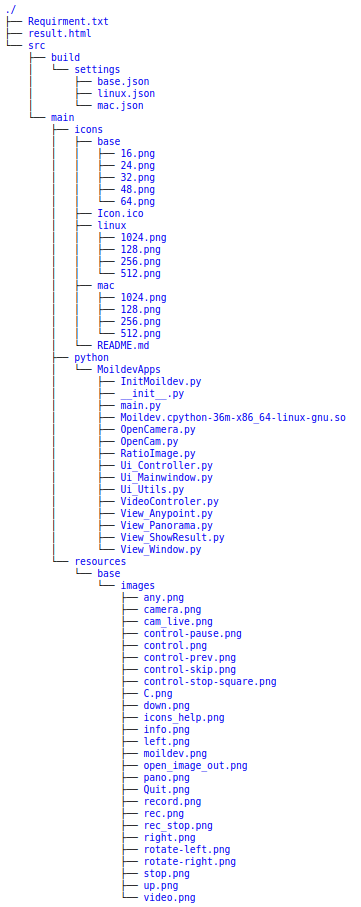 ./
├── Requirment.txt
├── result.html
└── src
    ├── build
    │   └── settings
    │       ├── base.json
    │       ├── linux.json
    │       └── mac.json
    └── main
        ├── icons
        │   ├── base
        │   │   ├── 16.png
        │   │   ├── 24.png
        │   │   ├── 32.png
        │   │   ├── 48.png
        │   │   └── 64.png
        │   ├── Icon.ico
        │   ├── linux
        │   │   ├── 1024.png
        │   │   ├── 128.png
        │   │   ├── 256.png
        │   │   └── 512.png
        │   ├── mac
        │   │   ├── 1024.png
        │   │   ├── 128.png
        │   │   ├── 256.png
        │   │   └── 512.png
        │   └── README.md
        ├── python
        │   └── MoildevApps
        │       ├── InitMoildev.py
        │       ├── __init__.py
        │       ├── main.py
        │       ├── Moildev.cpython-36m-x86_64-linux-gnu.so
        │       ├── OpenCamera.py
        │       ├── OpenCam.py
        │       ├── RatioImage.py
        │       ├── Ui_Controller.py
        │       ├── Ui_Mainwindow.py
        │       ├── Ui_Utils.py
        │       ├── VideoControler.py
        │       ├── View_Anypoint.py
        │       ├── View_Panorama.py
        │       ├── View_ShowResult.py
        │       └── View_Window.py
        └── resources
            └── base
                └── images
                    ├── any.png
                    ├── camera.png
                    ├── cam_live.png
                    ├── control-pause.png
                    ├── control.png
                    ├── control-prev.png
                    ├── control-skip.png
                    ├── control-stop-square.png
                    ├── C.png
                    ├── down.png
                    ├── icons_help.png
                    ├── info.png
                    ├── left.png
                    ├── moildev.png
                    ├── open_image_out.png
                    ├── pano.png
                    ├── Quit.png
                    ├── record.png
                    ├── rec.png
                    ├── rec_stop.png
                    ├── right.png
                    ├── rotate-left.png
                    ├── rotate-right.png
                    ├── stop.png
                    ├── up.png
                    └── video.png